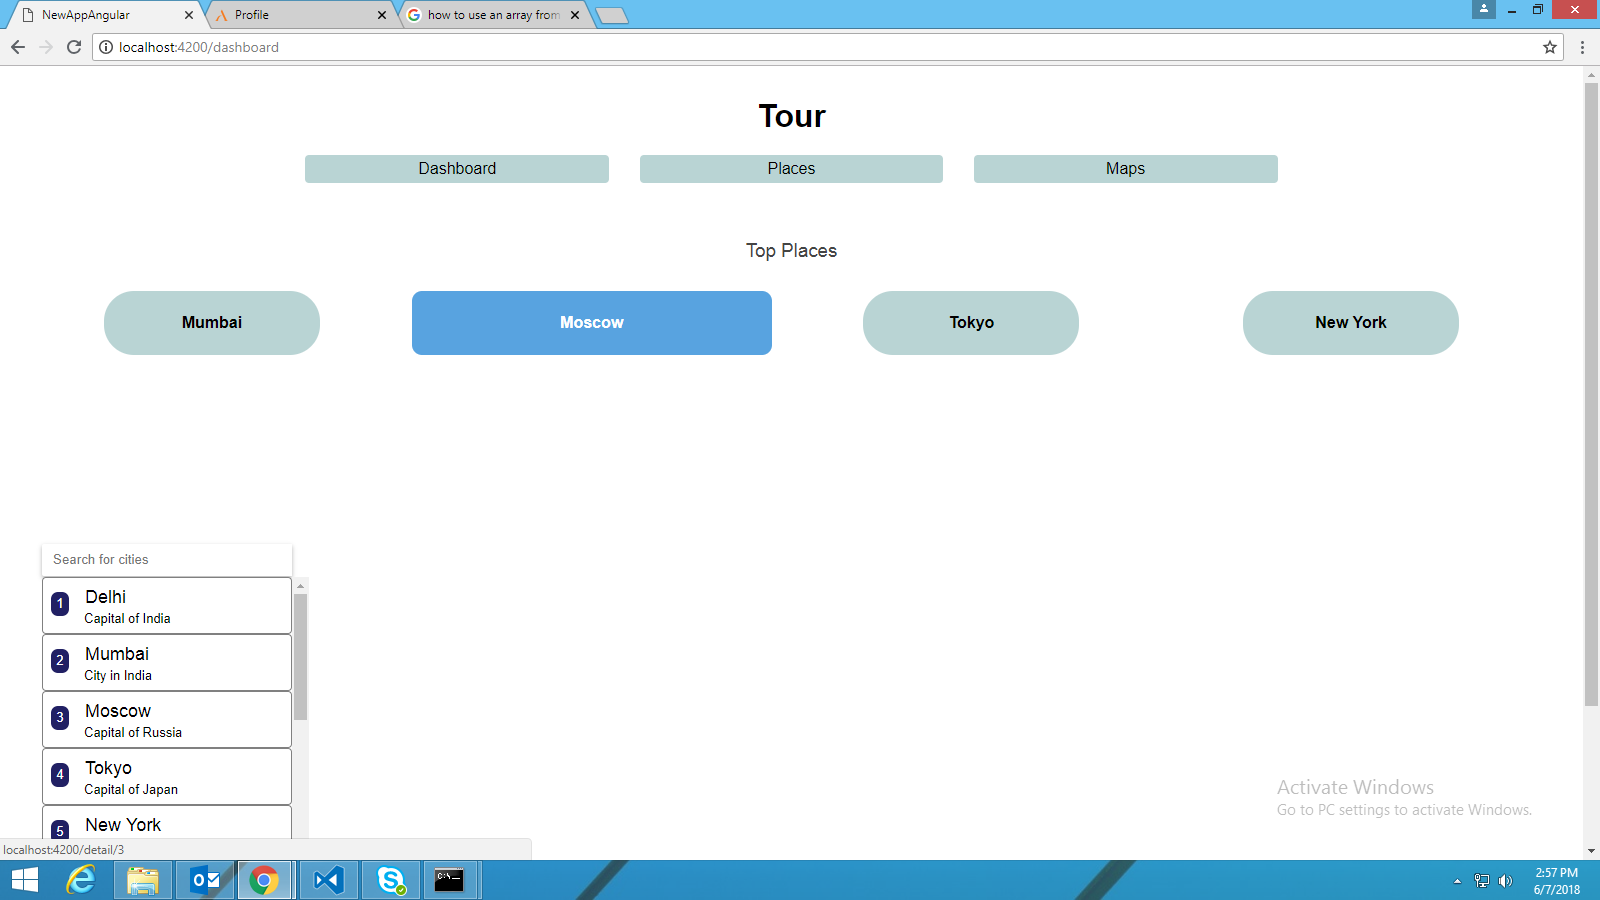 NewAppAngular
Profile
how to use an array from
localhost:4200/dashboard
Tour
Dashboard Places Maps
Top Places
Mumbai Moscow Tokyo New York
Search for cities
1 Delhi
Capital of India
2 Mumbai
City in India
3 Moscow
Capital of Russia
4 Tokyo
Capital of Japan
5 New York
Activate Windows
Go to PC settings to activate Windows.
localhost:4200/detail/3
2:57 PM
6/7/2018